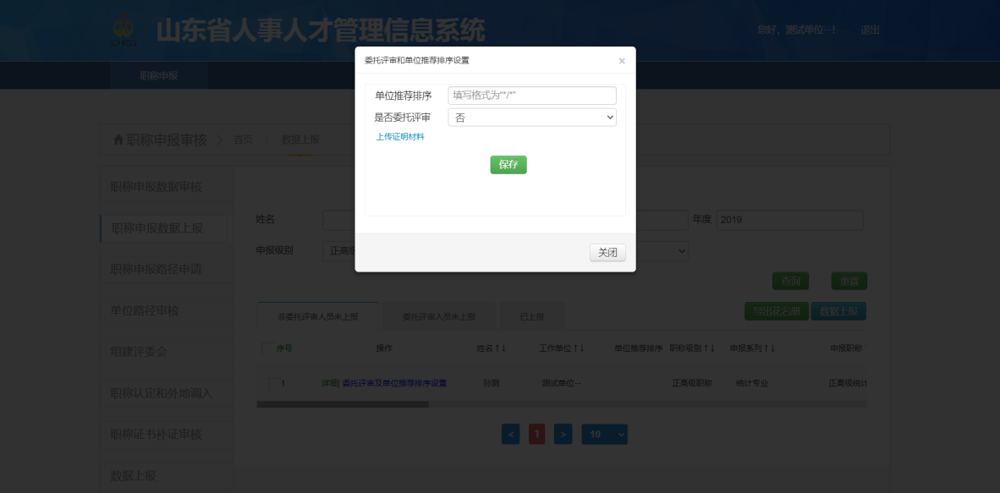 山东省人事人才管理信息系统
您好，测试单位--！ 退出
职称申报
委托评审和单位推荐排序设置 ×
单位推荐排序 填写格式为"*/*"
是否委托评审 否
上传证明材料
保存
关闭
职称申报审核 首页 数据上报
职称申报数据审核
职称申报数据上报
职称申报路径申请
单位路径审核
组建评委会
职称认定和外地调入
职称证书补证审核
数据上报
姓名 年度 2019
申报级别 正高级
查询 重置
非委托评审人员未上报 委托评审人员未上报 已上报 导出花名册 数据上报
序号 操作 姓名↑↓ 工作单位↑↓ 单位推荐排序 职称级别↑↓ 申报系列↑↓ 申报职称
1 详细| 委托评审及单位推荐排序设置 孙测 测试单位-- 正高级职称 统计专业 正高级统计
< 1 > 10